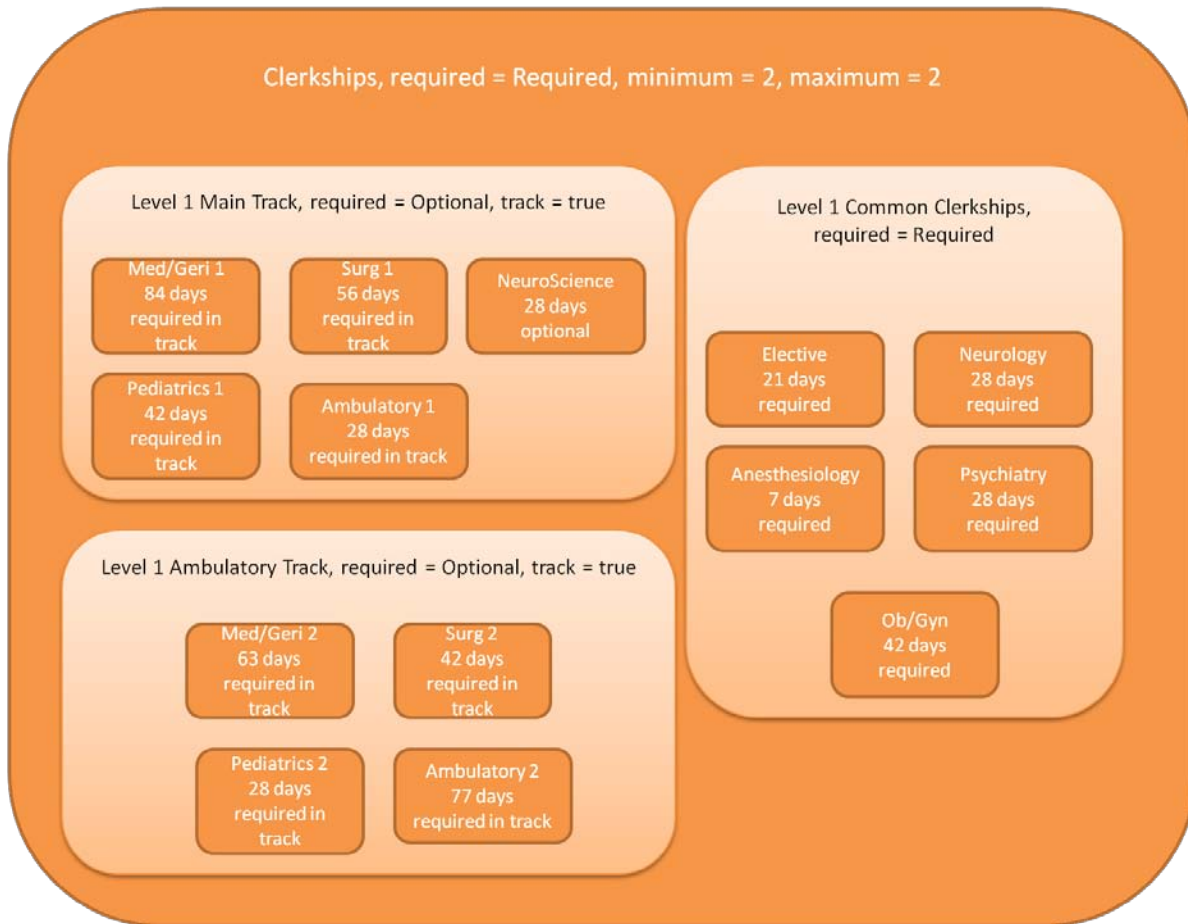 Clerkships, required = Required, minimum = 2, maximum = 2
Level 1 Main Track, required = Optional, track = true
Med/Geri 1
84 days
required in
track
Surg 1
56 days
required in
track
NeuroScience
28 days
optional
Pediatrics 1
42 days
required in
track
Ambulatory 1
28 days
required in track
Level 1 Ambulatory Track, required = Optional, track = true
Med/Geri 2
63 days
required in
track
Surg 2
42 days
required in
track
Pediatrics 2
28 days
required in
track
Ambulatory 2
77 days
required in track
Level 1 Common Clerkships,
required = Required
Elective
21 days
required
Neurology
28 days
required
Anesthesiology
7 days
required
Psychiatry
28 days
required
Ob/Gyn
42 days
required